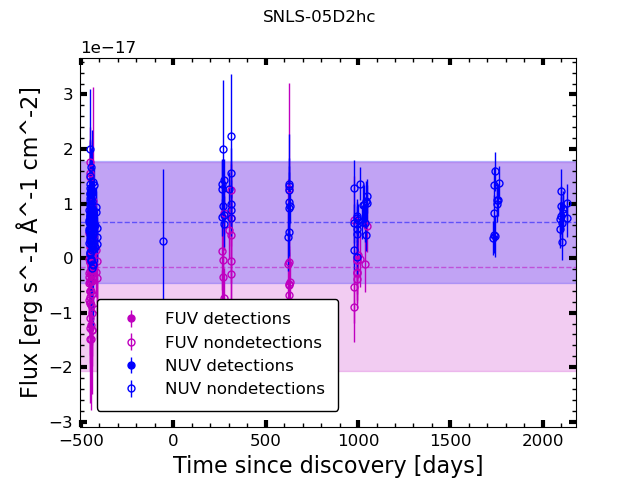 SNLS-05D2hc
1e−17
3
2
1
0
−1
−2
−3
Flux [erg s^-1 Å^-1 cm^-2]
FUV detections
FUV nondetections
NUV detections
NUV nondetections
−500 0 500 1000 1500 2000
Time since discovery [days]